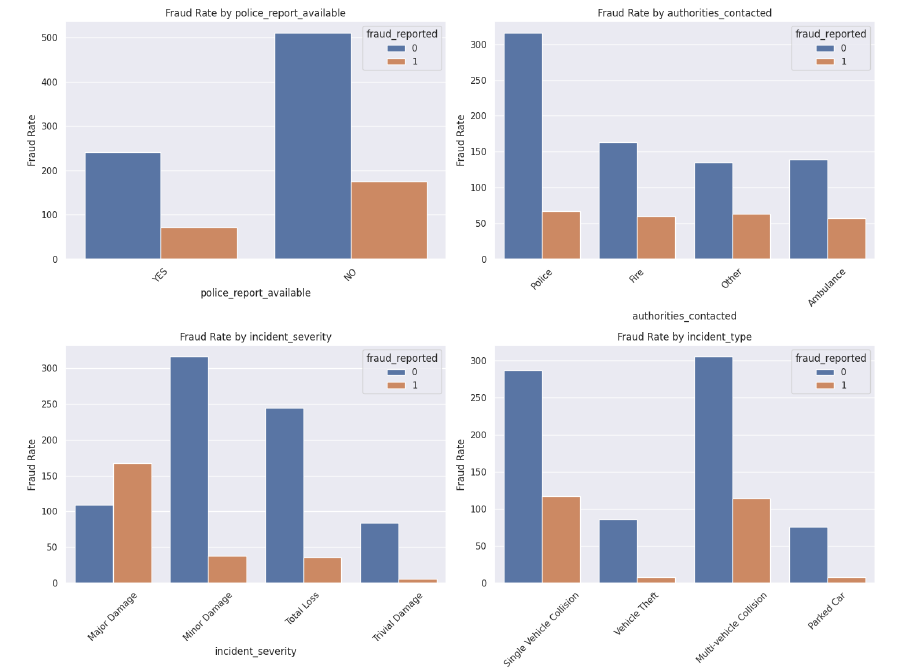 Fraud Rate by police_report_available
fraud_reported
0
1
Fraud Rate
500
400
300
200
100
0
YES
NO
police_report_available
Fraud Rate by authorities_contacted
fraud_reported
0
1
Fraud Rate
300
250
200
150
100
50
0
Police
Fire
Other
Ambulance
authorities_contacted
Fraud Rate by incident_severity
fraud_reported
0
1
Fraud Rate
300
250
200
150
100
50
0
Major Damage
Minor Damage
Total Loss
Trivial Damage
incident_severity
Fraud Rate by incident_type
fraud_reported
0
1
Fraud Rate
300
250
200
150
100
50
0
Single Vehicle Collision
Vehicle Theft
Multi-vehicle Collision
Parked Car